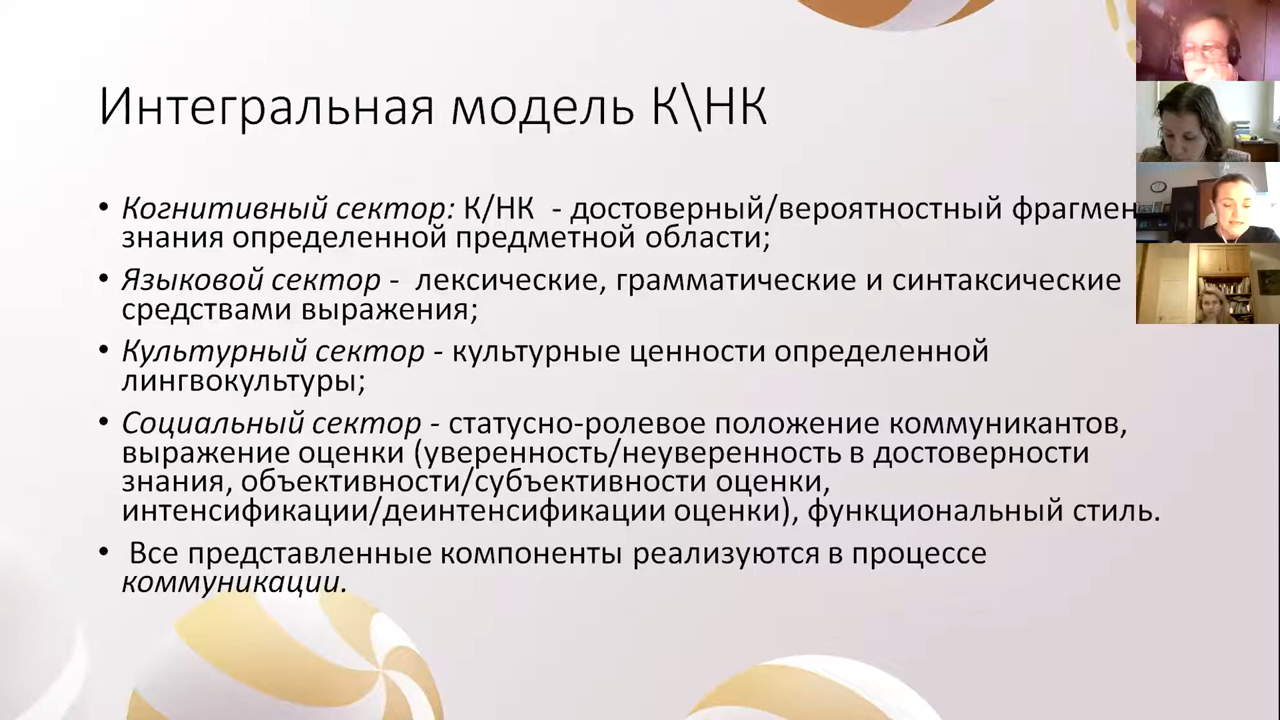 Интегральная модель К\НК
• Когнитивный сектор: К/НК - достоверный/вероятностный фрагмен
знания определенной предметной области;
• Языковой сектор - лексические, грамматические и синтаксические
средствами выражения;
• Культурный сектор - культурные ценности определенной
лингвокультуры;
• Социальный сектор - статусно-ролевое положение коммуникантов,
выражение оценки (уверенность/неуверенность в достоверности
знания, объективности/субъективности оценки,
интенсификации/деинтенсификации оценки), функциональный стиль.
• Все представленные компоненты реализуются в процессе
коммуникации.